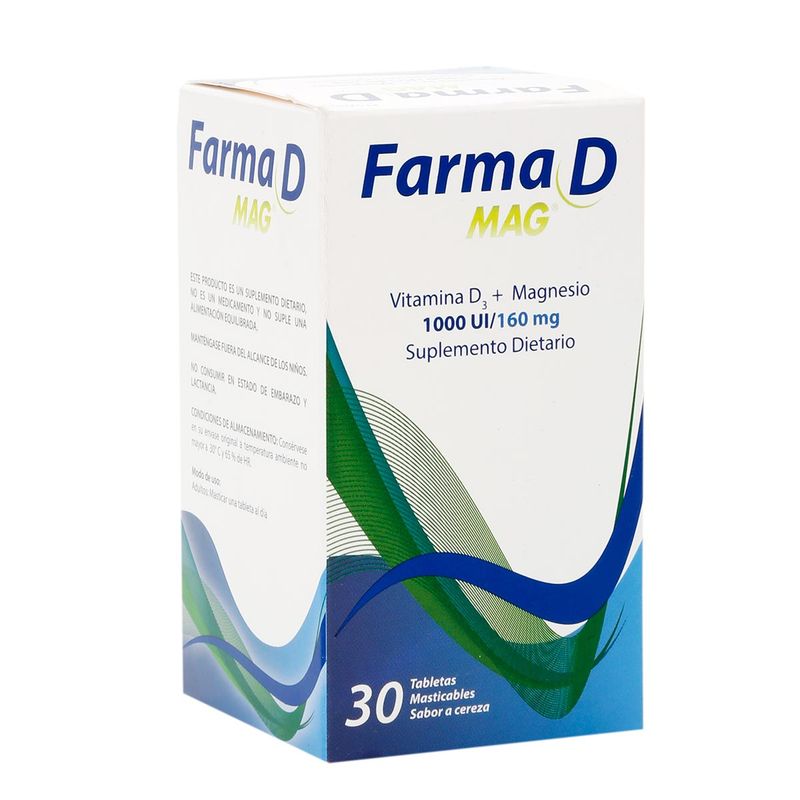 Farma D
Farma D
MAG
ESTE PRODUCTO ES UN SUPLEMENTO DIETARIO,
NO ES UN MEDICAMENTO Y NO SUPLE UNA
ALIMENTACIÓN EQUILIBRADA.
MANTÉNGASE FUERA DEL ALCANCE DE LOS NIÑOS.
NO CONSUMIR EN ESTADO DE EMBARAZO Y
LACTANCIA.
CONDICIONES DE ALMACENAMIENTO: Consérvese
en su envase original a temperatura ambiente no
mayor a 30° C y 65 % de HR.
Modo de uso:
Adultos: Masticar una tableta al día
Farma D
MAG®
Vitamina D3 + Magnesio
1000 UI/160 mg
Suplemento Dietario
30 Tabletas
Masticables
Sabor a cereza